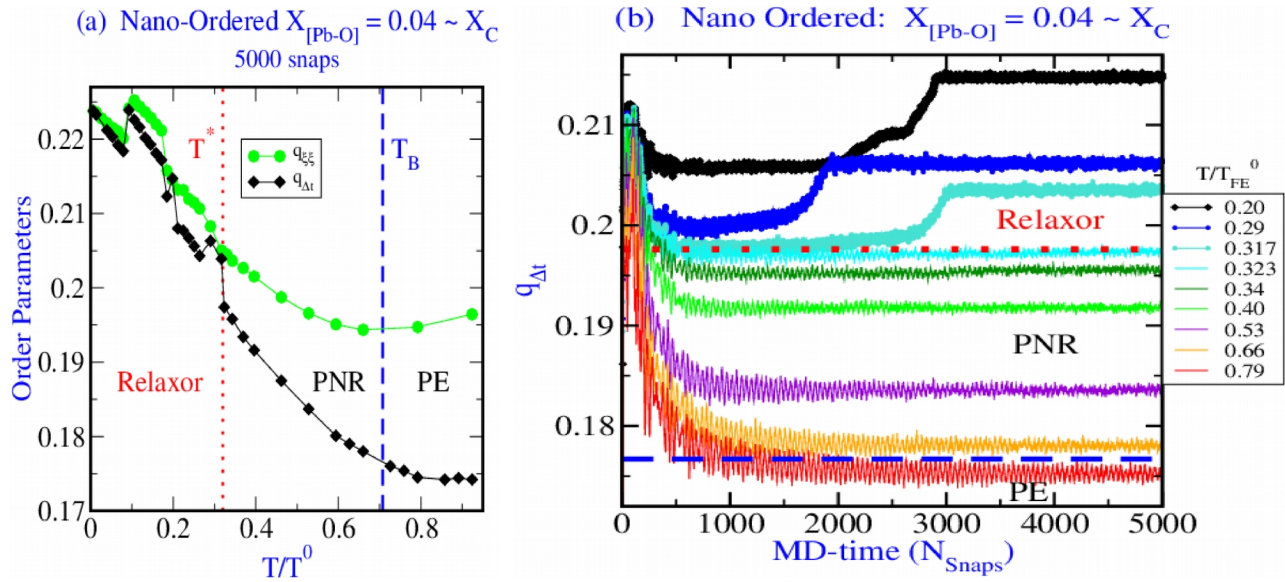 (a) Nano-Ordered X[Pb-O] = 0.04 ~ XC
5000 snaps
T*
TB
qξξ
qΔt
Relaxor
PNR
PE
Order Parameters
0.22
0.21
0.2
0.19
0.18
0.17
0
0.2
0.4
0.6
0.8
T/T0
(b) Nano Ordered: X[Pb-O] = 0.04 ~ XC
qΔt
0.21
0.20
0.19
0.18
Relaxor
PNR
PE
0
1000
2000
3000
4000
5000
MD-time (NSnaps)
T/TFE0
0.20
0.29
0.317
0.323
0.34
0.40
0.53
0.66
0.79